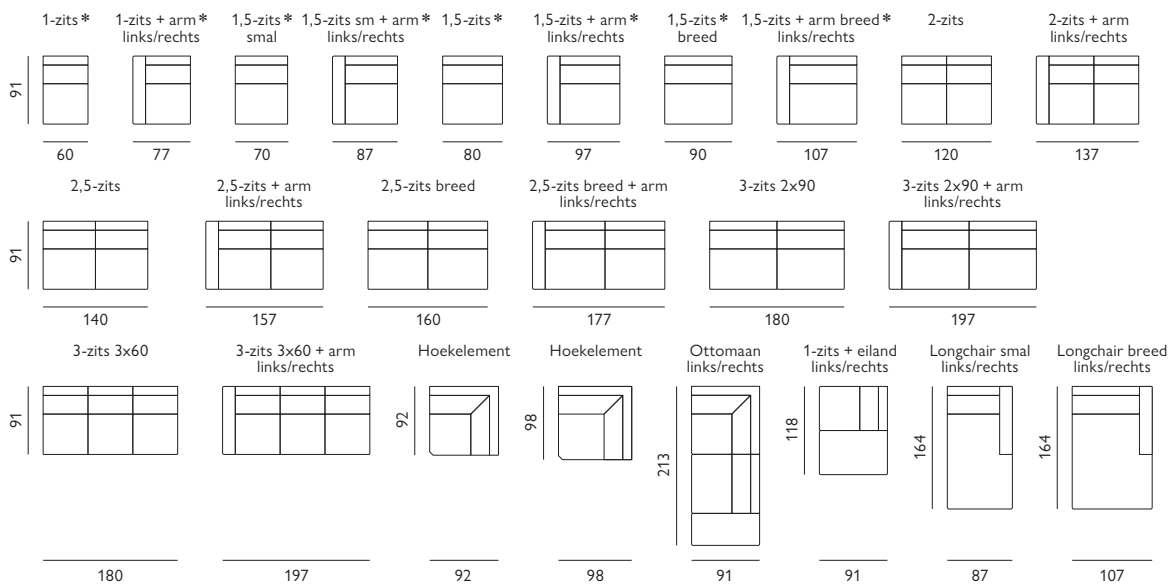 1-zits *
1-zits + arm *
links/rechts
1,5-zits *
smal
1,5-zits sm + arm *
links/rechts
1,5-zits *
1,5-zits + arm *
links/rechts
1,5-zits *
breed
1,5-zits + arm breed *
links/rechts
2-zits
2-zits + arm
links/rechts
91
60
77
70
87
80
97
90
107
120
137
2,5-zits
2,5-zits + arm
links/rechts
2,5-zits breed
2,5-zits breed + arm
links/rechts
3-zits 2x90
3-zits 2x90 + arm
links/rechts
91
140
157
160
177
180
197
3-zits 3x60
3-zits 3x60 + arm
links/rechts
Hoekelement
Hoekelement
Ottomaan
links/rechts
1-zits + eiland
links/rechts
Longchair smal
links/rechts
Longchair breed
links/rechts
91
92
98
213
118
164
164
180
197
92
98
91
91
87
107